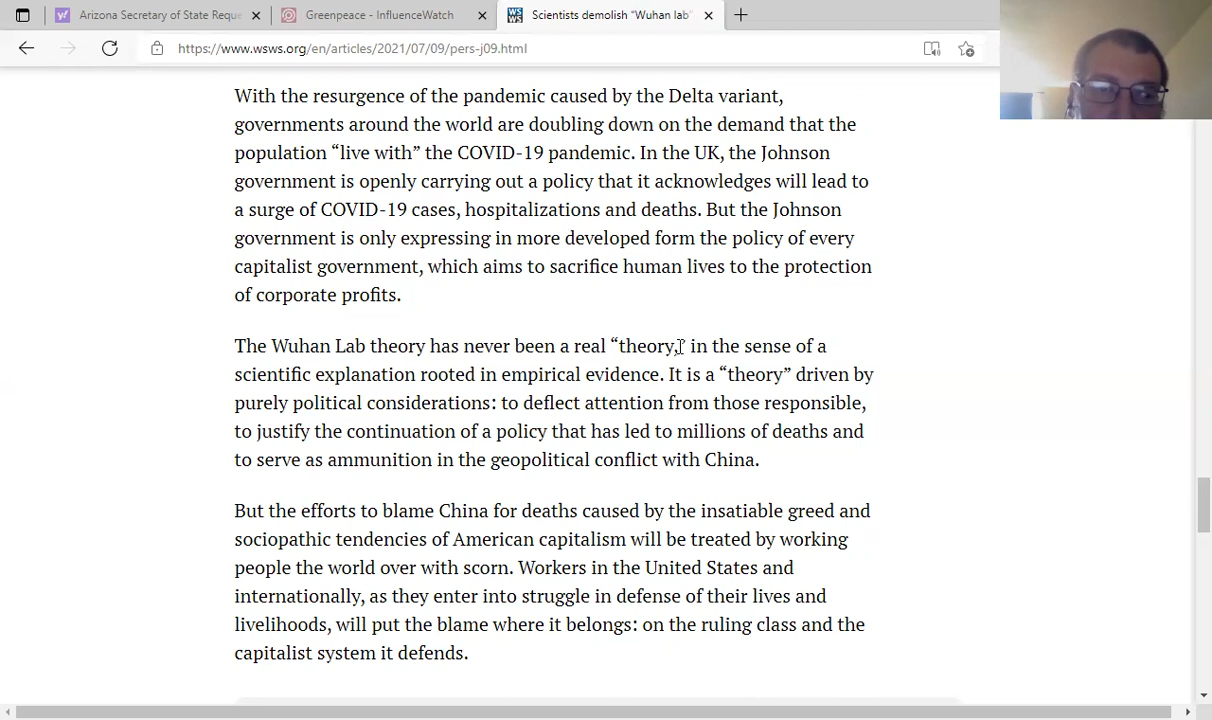 Arizona Secretary of State Reque
Greenpeace - InfluenceWatch
Scientists demolish "Wuhan lab"
https://www.wsws.org/en/articles/2021/07/09/pers-j09.html
With the resurgence of the pandemic caused by the Delta variant,
governments around the world are doubling down on the demand that the
population “live with” the COVID-19 pandemic. In the UK, the Johnson
government is openly carrying out a policy that it acknowledges will lead to
a surge of COVID-19 cases, hospitalizations and deaths. But the Johnson
government is only expressing in more developed form the policy of every
capitalist government, which aims to sacrifice human lives to the protection
of corporate profits.
The Wuhan Lab theory has never been a real “theory,” in the sense of a
scientific explanation rooted in empirical evidence. It is a “theory” driven by
purely political considerations: to deflect attention from those responsible,
to justify the continuation of a policy that has led to millions of deaths and
to serve as ammunition in the geopolitical conflict with China.
But the efforts to blame China for deaths caused by the insatiable greed and
sociopathic tendencies of American capitalism will be treated by working
people the world over with scorn. Workers in the United States and
internationally, as they enter into struggle in defense of their lives and
livelihoods, will put the blame where it belongs: on the ruling class and the
capitalist system it defends.